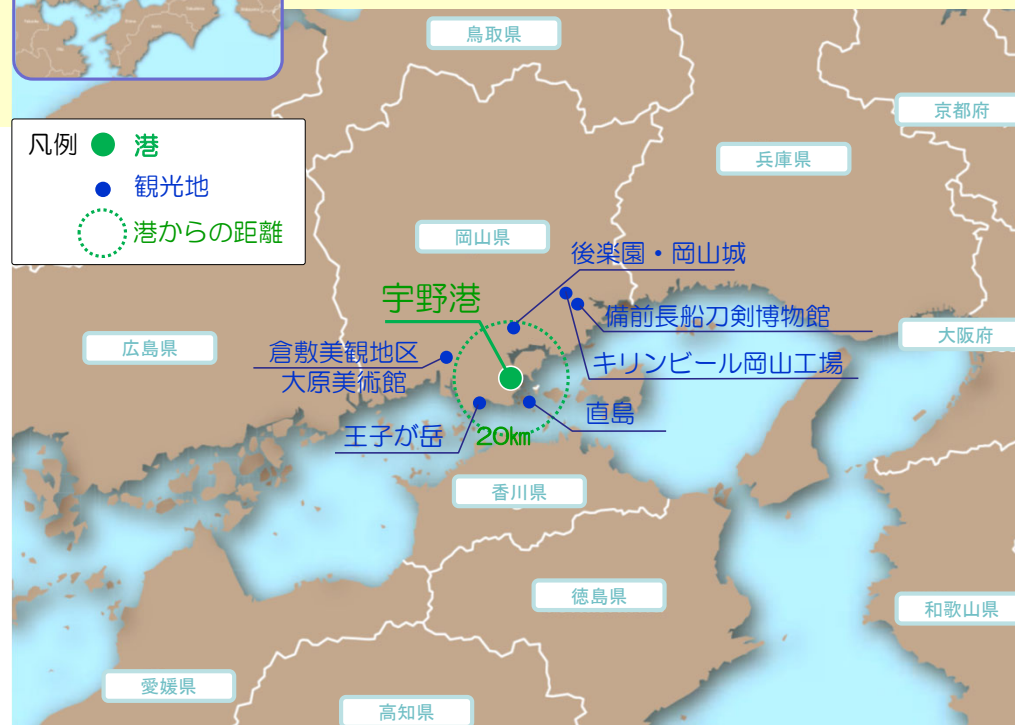 鳥取県
京都府
凡例
港
兵庫県
観光地
港からの距離
岡山県
後楽園・岡山城
宇野港
備前長船刀剣博物館
大阪府
広島県
倉敷美観地区
大原美術館
キリンビール岡山工場
直島
王子が岳
20㎞
香川県
徳島県
和歌山県
愛媛県
高知県